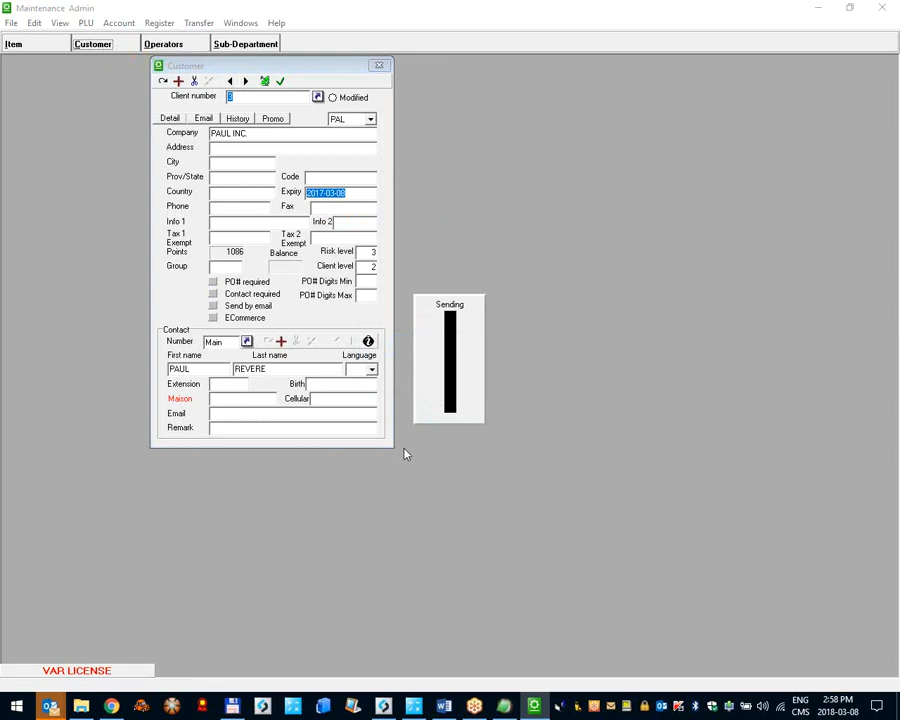 Maintenance Admin
File Edit View PLU Account Register Transfer Windows Help
Item Customer Operators Sub-Department
Customer
Client number 3 Modified
Detail Email History Promo PAL
Company PAUL INC.
Address
City
Prov/State Code
Country Expiry 2017-03-08
Phone Fax
Info 1 Info 2
Tax 1 Exempt Tax 2 Exempt
Points 1086 Balance Risk level 3
Group Client level 2
PO# required PO# Digits Min
Contact required PO# Digits Max
Send by email
ECommerce
Sending
Contact
Number Main
First name Last name Language
PAUL REVERE
Extension Birth
Maison Cellular
Email
Remark
VAR LICENSE
ENG 2:58 PM
CMS 2018-03-08